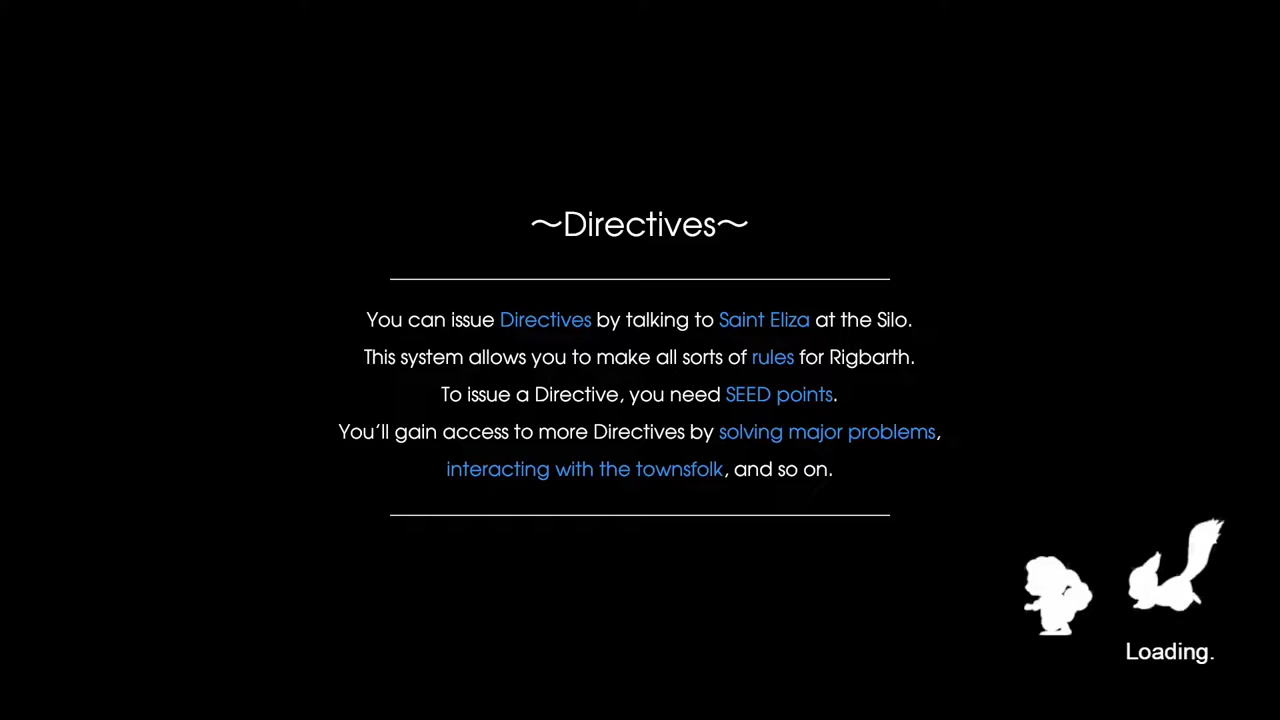 ～Directives～
You can issue Directives by talking to Saint Eliza at the Silo.
This system allows you to make all sorts of rules for Rigbarth.
To issue a Directive, you need SEED points.
You’ll gain access to more Directives by solving major problems,
interacting with the townsfolk, and so on.
Loading.